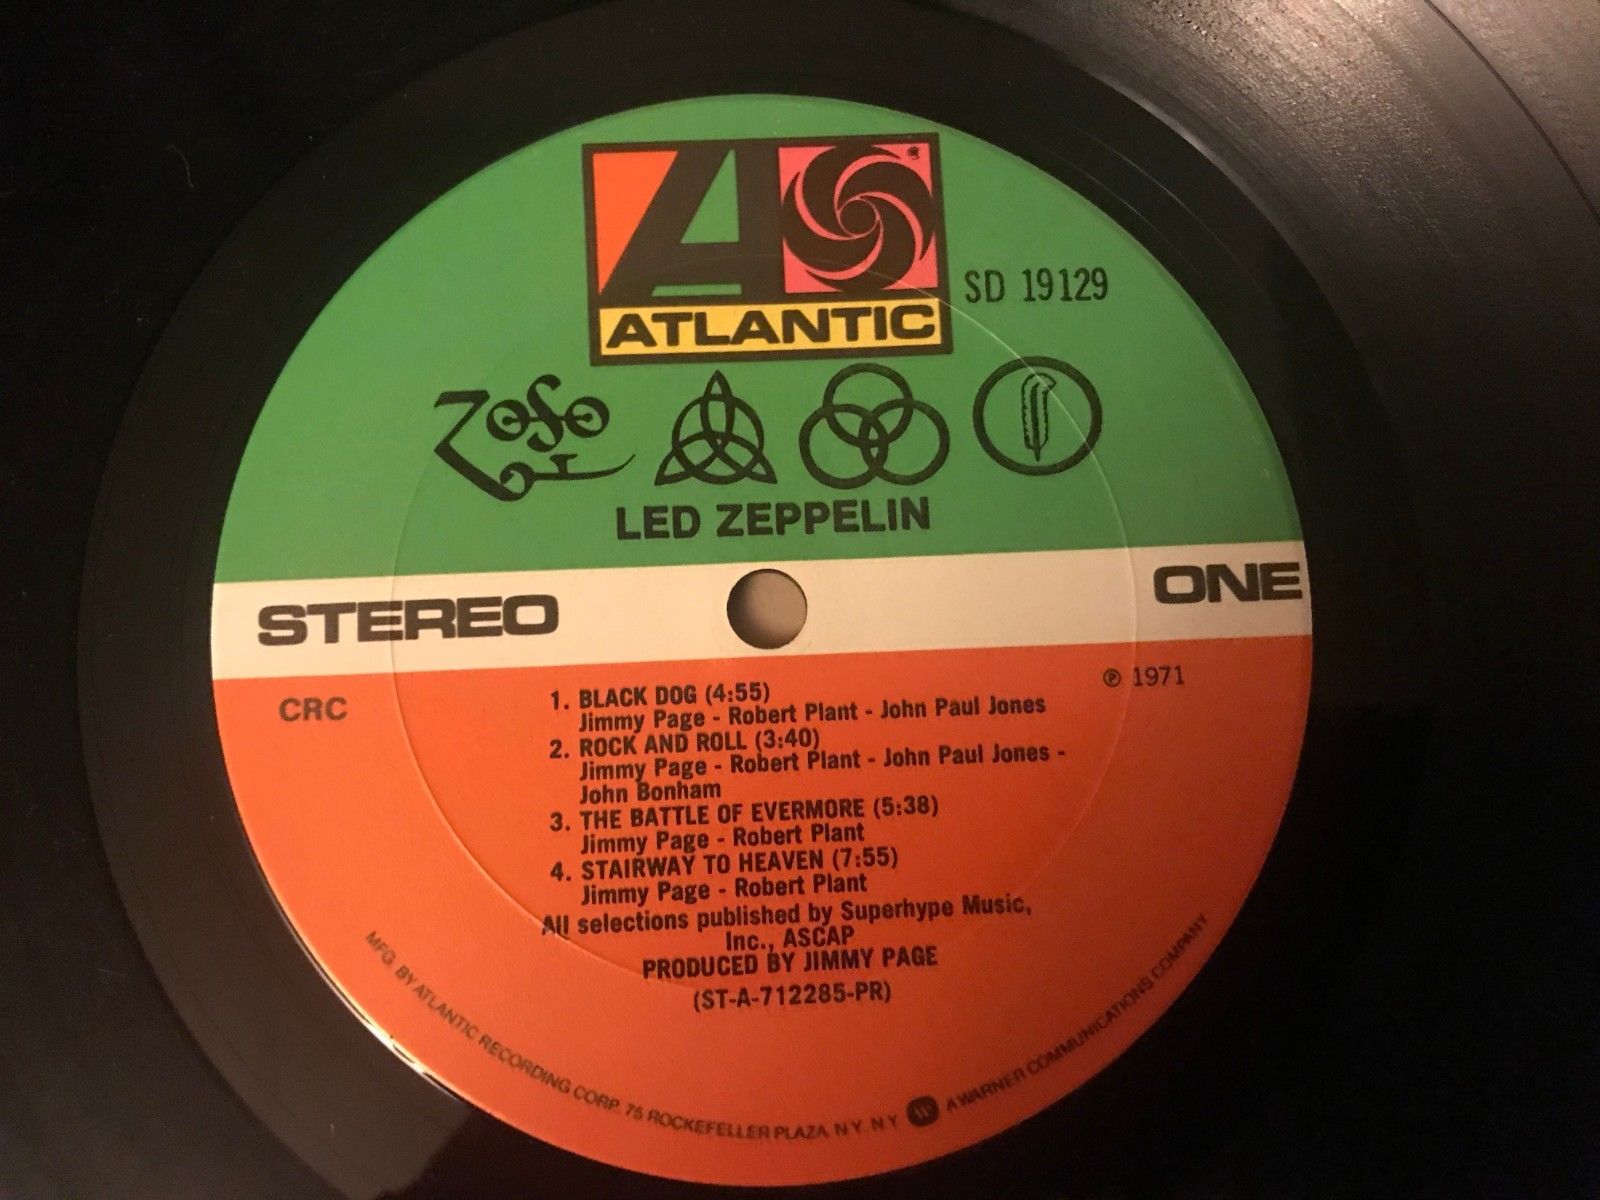 ATLANTIC
SD 19129
ZoSo
LED ZEPPELIN
STEREO
ONE
CRC
℗ 1971
1. BLACK DOG (4:55)
Jimmy Page - Robert Plant - John Paul Jones
2. ROCK AND ROLL (3:40)
Jimmy Page - Robert Plant - John Paul Jones -
John Bonham
3. THE BATTLE OF EVERMORE (5:38)
Jimmy Page - Robert Plant
4. STAIRWAY TO HEAVEN (7:55)
Jimmy Page - Robert Plant
All selections published by Superhype Music,
Inc., ASCAP
PRODUCED BY JIMMY PAGE
(ST-A-712285-PR)
MFG. BY ATLANTIC RECORDING CORP. 75 ROCKEFELLER PLAZA N.Y. N.Y. W A WARNER COMMUNICATIONS COMPANY